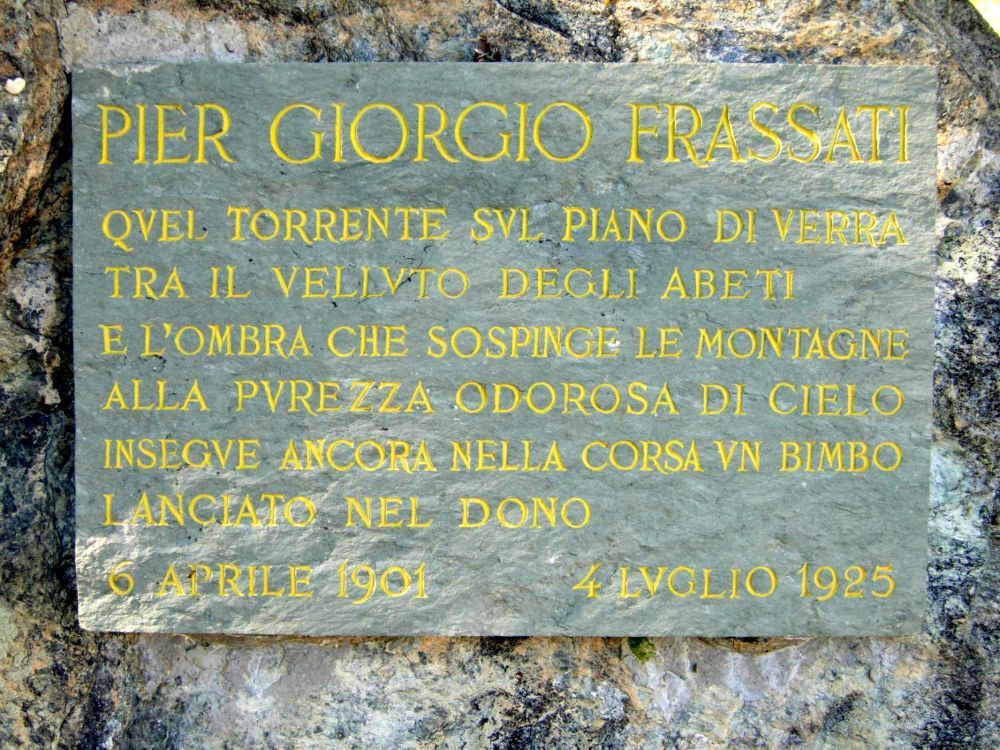 PIER GIORGIO FRASSATI
QVEL TORRENTE SVL PIANO DI VERRA
TRA IL VELLVTO DEGLI ABETI
E L'OMBRA CHE SOSPINGE LE MONTAGNE
ALLA PVREZZA ODOROSA DI CIELO
INSEGVE ANCORA NELLA CORSA VN BIMBO
LANCIATO NEL DONO
6 APRILE 1901 4 LVGLIO 1925